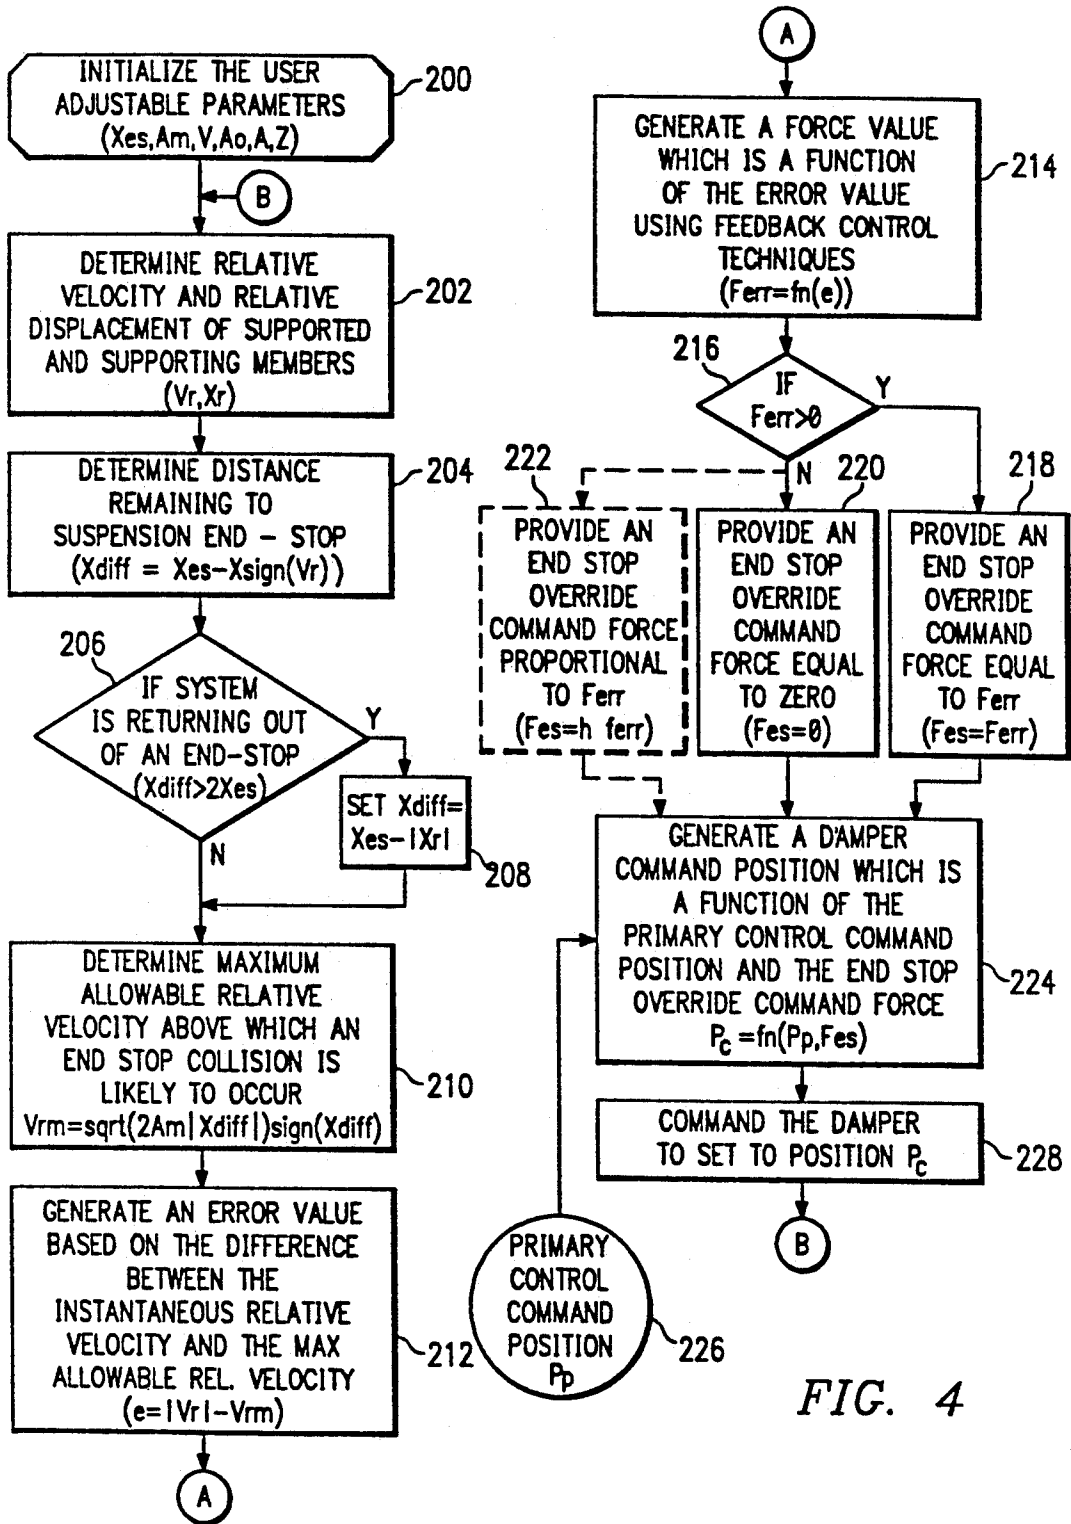 INITIALIZE THE USER
ADJUSTABLE PARAMETERS
(Xes,Am,V,Ao,A,Z)
200
B
DETERMINE RELATIVE
VELOCITY AND RELATIVE
DISPLACEMENT OF SUPPORTED
AND SUPPORTING MEMBERS
(Vr,Xr)
202
DETERMINE DISTANCE
REMAINING TO
SUSPENSION END - STOP
(Xdiff = Xes-Xsign(Vr))
204
206
IF SYSTEM
IS RETURNING OUT
OF AN END-STOP
(Xdiff>2Xes)
Y
N
SET Xdiff=
Xes-|Xr|
208
DETERMINE MAXIMUM
ALLOWABLE RELATIVE
VELOCITY ABOVE WHICH AN
END STOP COLLISION IS
LIKELY TO OCCUR
Vrm=sqrt(2Am|Xdiff|)sign(Xdiff)
210
GENERATE AN ERROR VALUE
BASED ON THE DIFFERENCE
BETWEEN THE
INSTANTANEOUS RELATIVE
VELOCITY AND THE MAX
ALLOWABLE REL. VELOCITY
(e=|Vr|-Vrm)
212
A
A
GENERATE A FORCE VALUE
WHICH IS A FUNCTION
OF THE ERROR VALUE
USING FEEDBACK CONTROL
TECHNIQUES
(Ferr=fn(e))
214
216
IF
Ferr>0
Y
N
222
PROVIDE AN
END STOP
OVERRIDE
COMMAND FORCE
PROPORTIONAL
TO Ferr
(Fes=h ferr)
220
PROVIDE AN
END STOP
OVERRIDE
COMMAND
FORCE EQUAL
TO ZERO
(Fes=0)
218
PROVIDE AN
END STOP
OVERRIDE
COMMAND
FORCE EQUAL
TO Ferr
(Fes=Ferr)
GENERATE A D'AMPER
COMMAND POSITION WHICH IS
A FUNCTION OF THE
PRIMARY CONTROL COMMAND
POSITION AND THE END STOP
OVERRIDE COMMAND FORCE
Pc =fn(Pp,Fes)
224
COMMAND THE DAMPER
TO SET TO POSITION Pc
228
B
PRIMARY
CONTROL
COMMAND
POSITION
Pp
226
FIG. 4